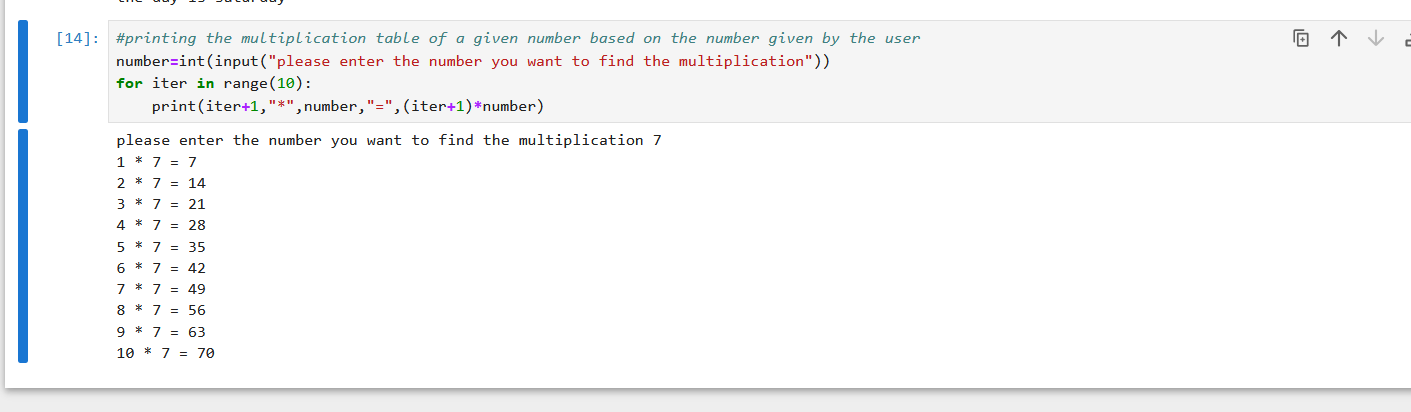 the day is saturday
[14]:
#printing the multiplication table of a given number based on the number given by the user
number=int(input("please enter the number you want to find the multiplication"))
for iter in range(10):
    print(iter+1,"*",number,"=",(iter+1)*number)
please enter the number you want to find the multiplication 7
1 * 7 = 7
2 * 7 = 14
3 * 7 = 21
4 * 7 = 28
5 * 7 = 35
6 * 7 = 42
7 * 7 = 49
8 * 7 = 56
9 * 7 = 63
10 * 7 = 70